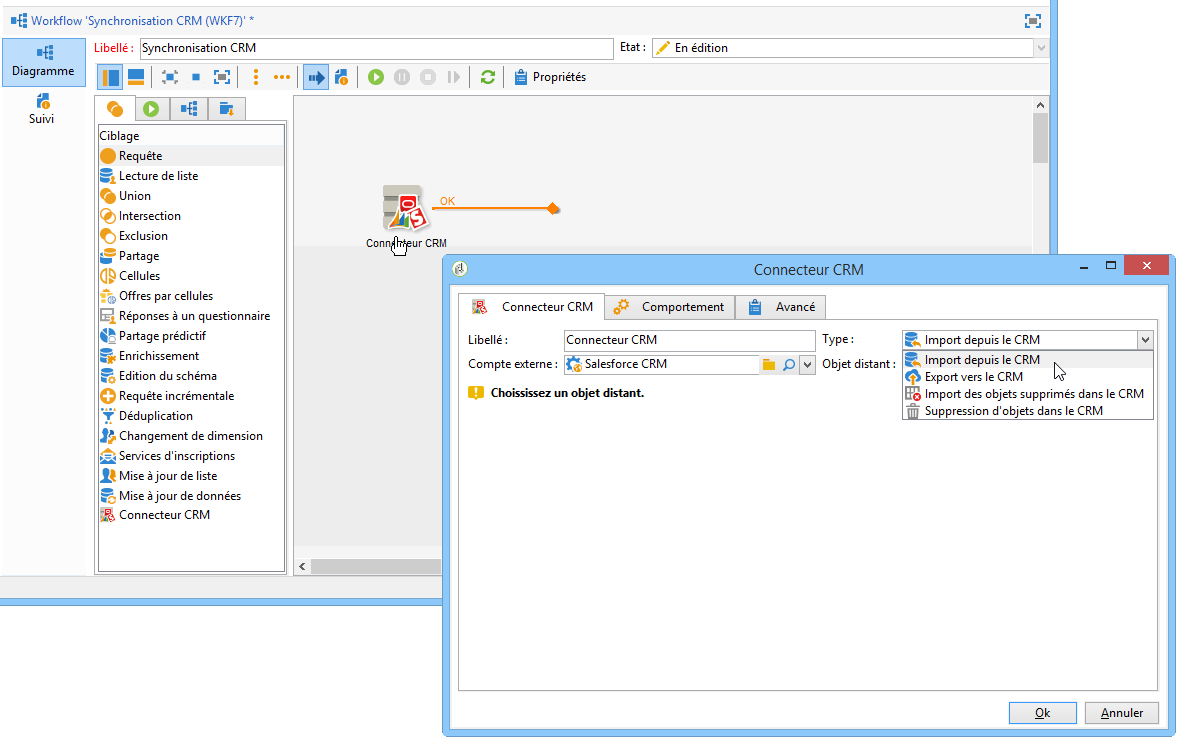 Workflow 'Synchronisation CRM (WKF7)' *
Diagramme
Suivi
Libellé : Synchronisation CRM Etat : En édition
Propriétés
Ciblage
Requête
Lecture de liste
Union
Intersection
Exclusion
Partage
Cellules
Offres par cellules
Réponses à un questionnaire
Partage prédictif
Enrichissement
Edition du schéma
Requête incrémentale
Déduplication
Changement de dimension
Services d'inscriptions
Mise à jour de liste
Mise à jour de données
Connecteur CRM
OK
Connecteur CRM
Connecteur CRM
Connecteur CRM Comportement Avancé
Libellé : Connecteur CRM Type : Import depuis le CRM
Compte externe : Salesforce CRM Objet distant :
Import depuis le CRM
Export vers le CRM
Import des objets supprimés dans le CRM
Suppression d'objets dans le CRM
Choississez un objet distant.
Ok Annuler